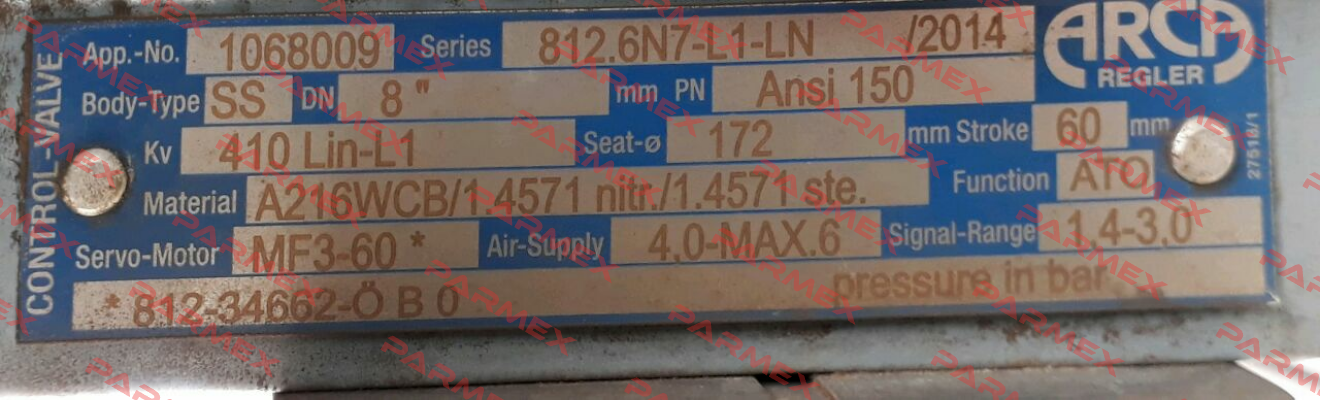 CONTROL-VALVE
App.-No. 1068009 Series 812.6N7-L1-LN /2014
ARCA
REGLER
Body-Type SS DN 8" mm PN Ansi 150
Kv 410 Lin-L1 Seat-ø 172 mm Stroke 60 mm
Material A216WCB/1.4571 nitr./1.4571 ste. Function ATO
Servo-Motor MF3-60 * Air-Supply 4,0-MAX.6 Signal-Range 1,4-3,0
* 812-34662-Ö B 0 pressure in bar
27518/1
PARMEX